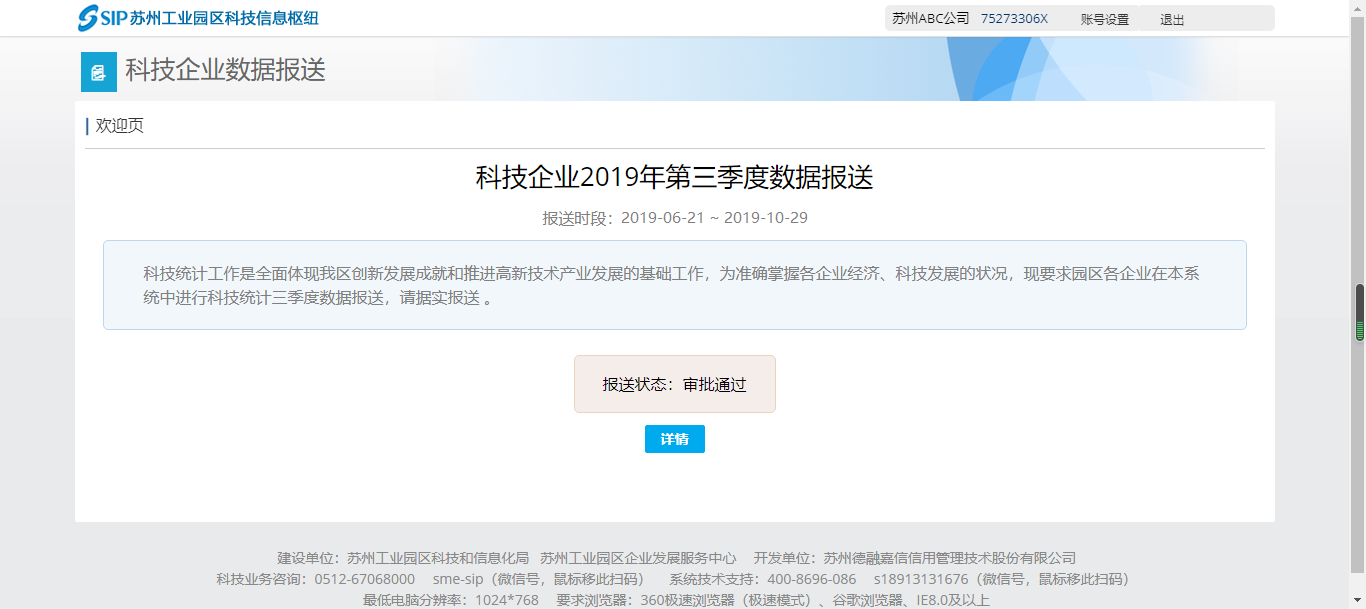 SIP 苏州工业园区科技信息枢纽
苏州ABC公司 75273306X 账号设置 退出
科技企业数据报送
欢迎页
科技企业2019年第三季度数据报送
报送时段：2019-06-21 ~ 2019-10-29
科技统计工作是全面体现我区创新发展成就和推进高新技术产业发展的基础工作，为准确掌握各企业经济、科技发展的状况，现要求园区各企业在本系
统中进行科技统计三季度数据报送，请据实报送 。
报送状态：审批通过
详情
建设单位：苏州工业园区科技和信息化局 苏州工业园区企业发展服务中心 开发单位：苏州德融嘉信信用管理技术股份有限公司
科技业务咨询：0512-67068000 sme-sip（微信号，鼠标移此扫码） 系统技术支持：400-8696-086 s18913131676（微信号，鼠标移此扫码）
最低电脑分辨率：1024*768 要求浏览器：360极速浏览器（极速模式）、谷歌浏览器、IE8.0及以上